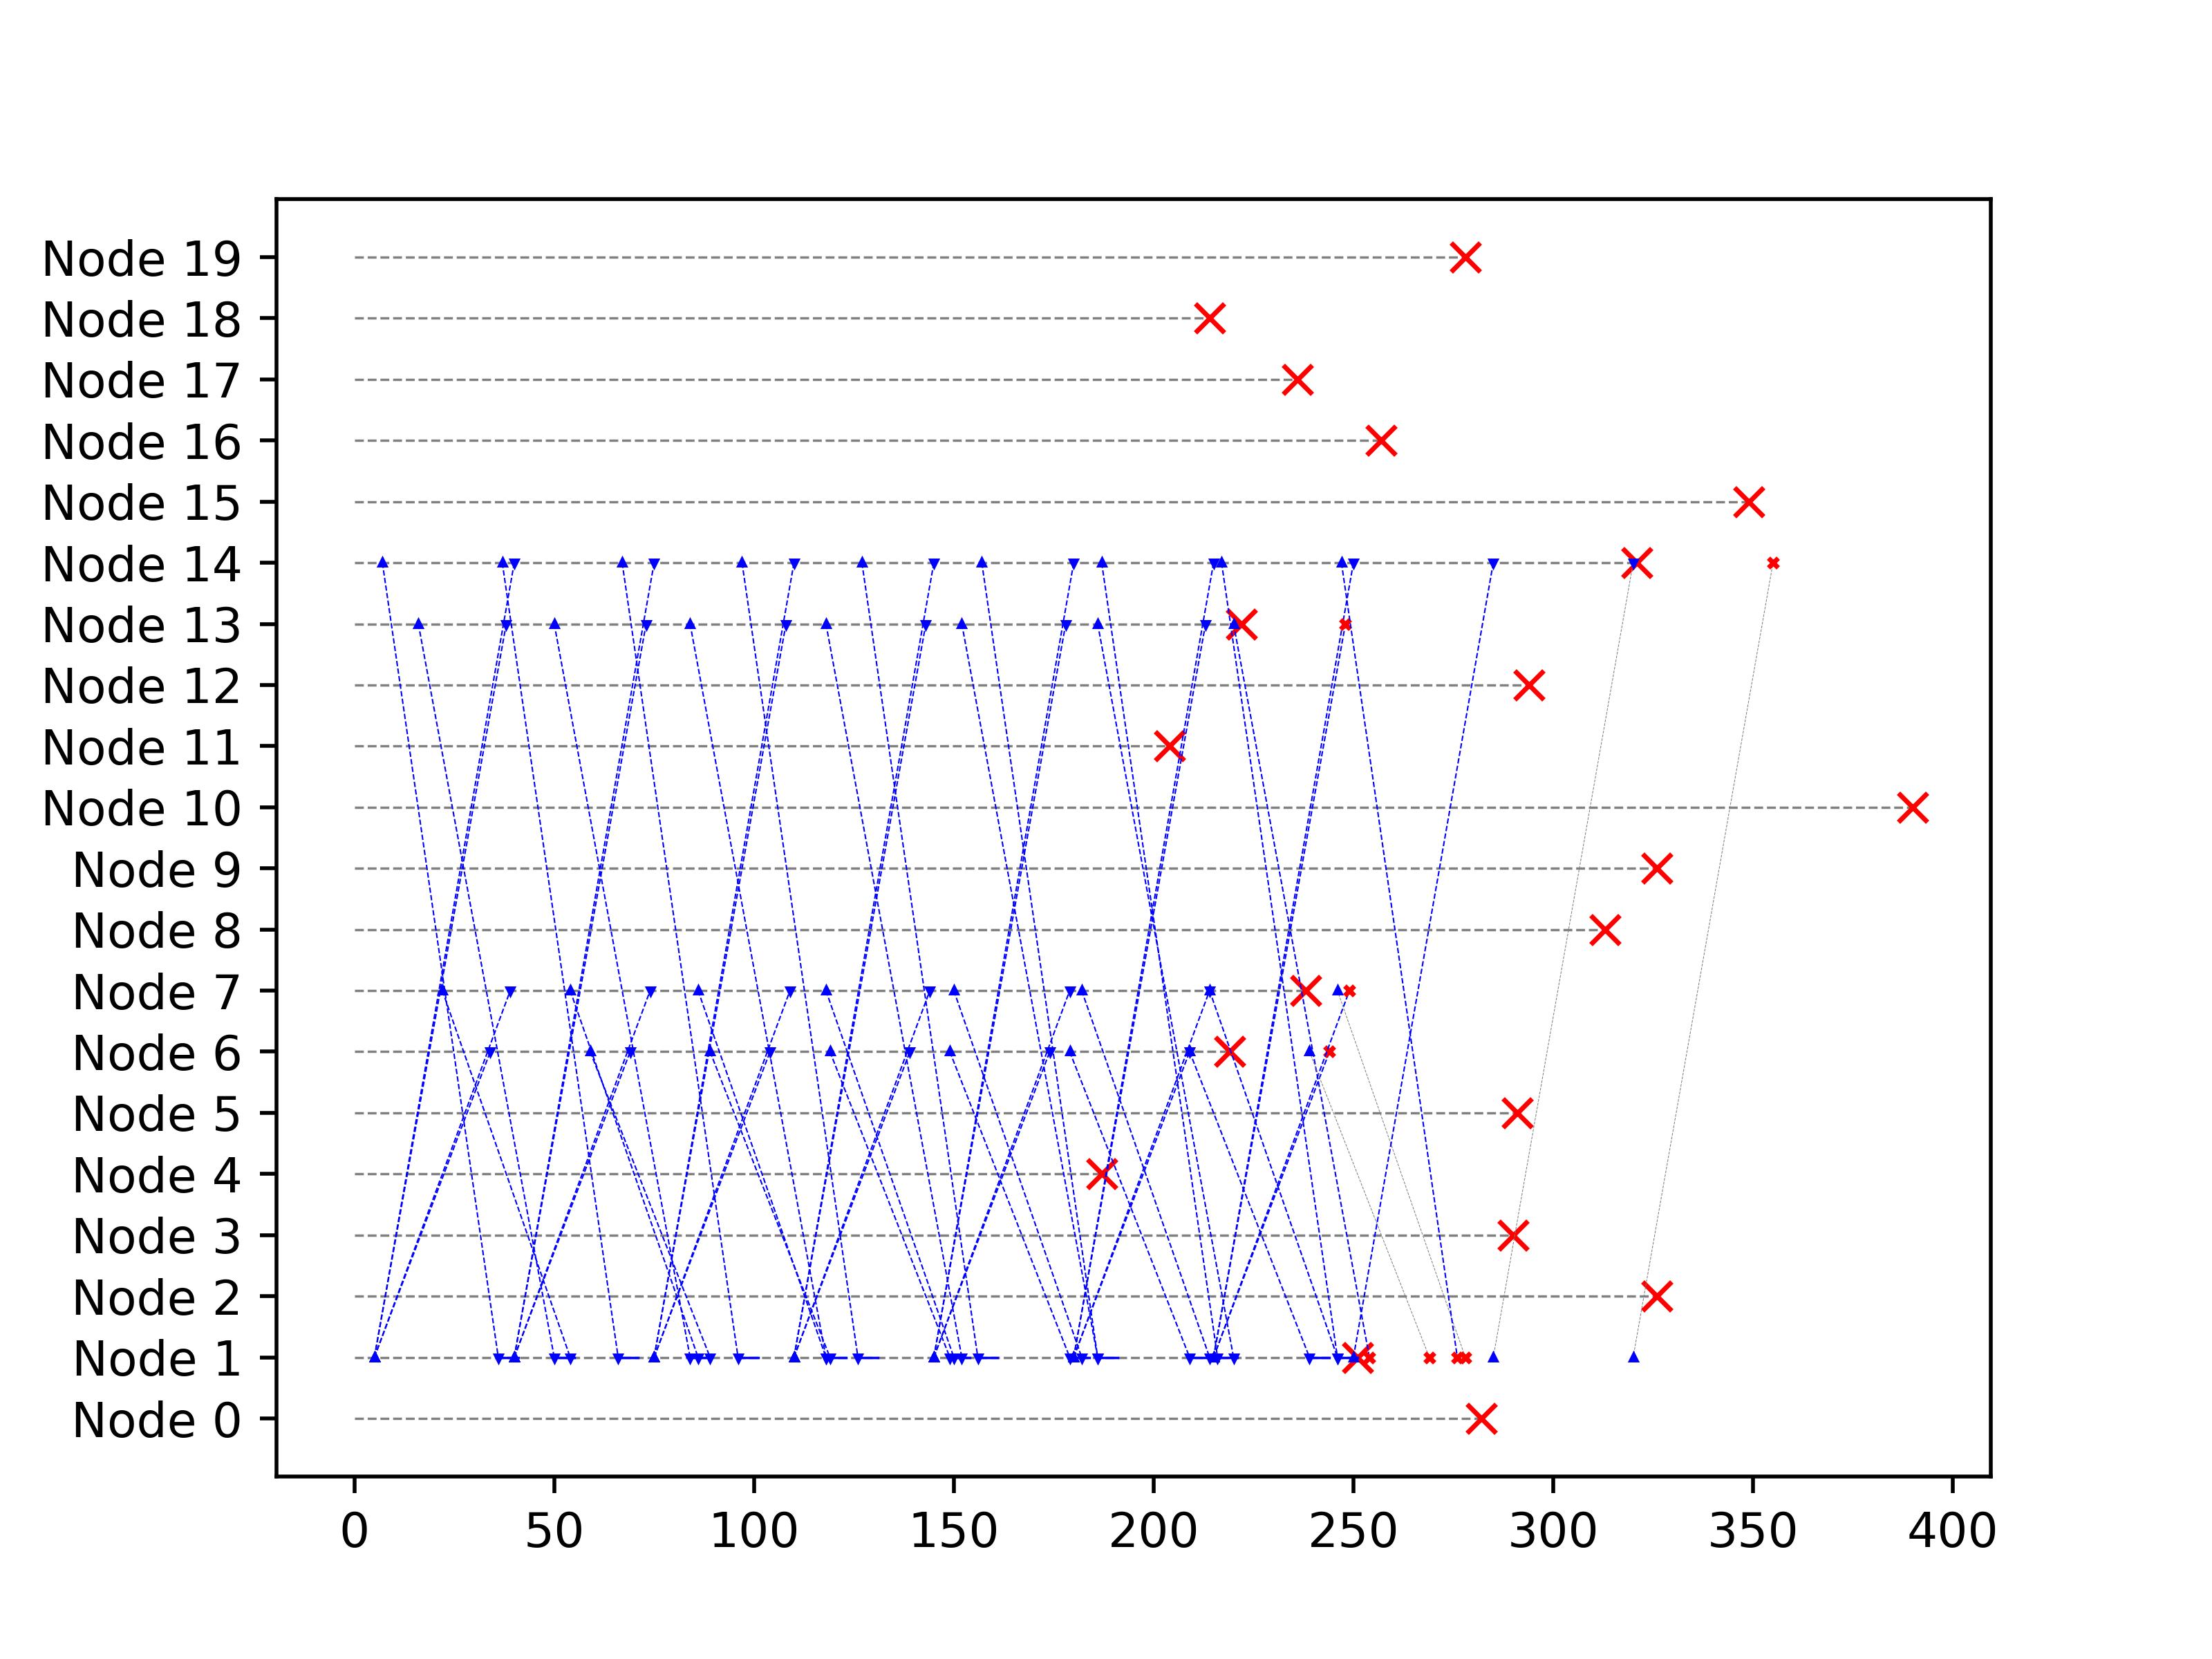 Node 19
Node 18
Node 17
Node 16
Node 15
Node 14
Node 13
Node 12
Node 11
Node 10
Node 9
Node 8
Node 7
Node 6
Node 5
Node 4
Node 3
Node 2
Node 1
Node 0
0 50 100 150 200 250 300 350 400